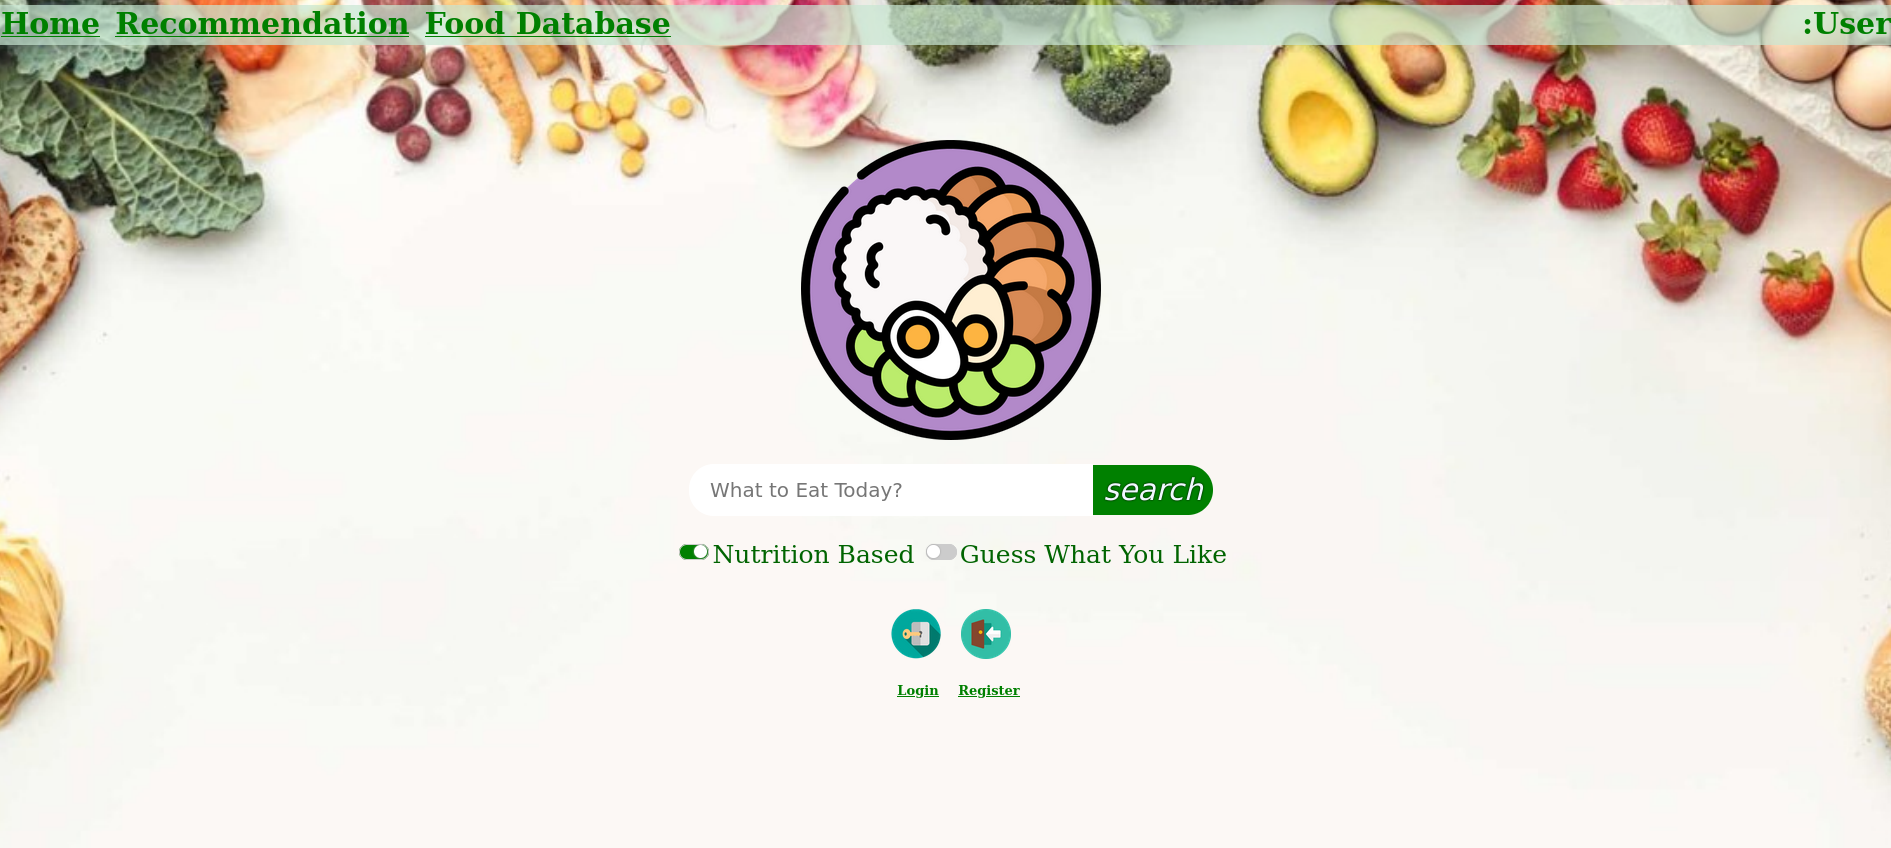 Home Recommendation Food Database :User
What to Eat Today? search
Nutrition Based Guess What You Like
Login Register